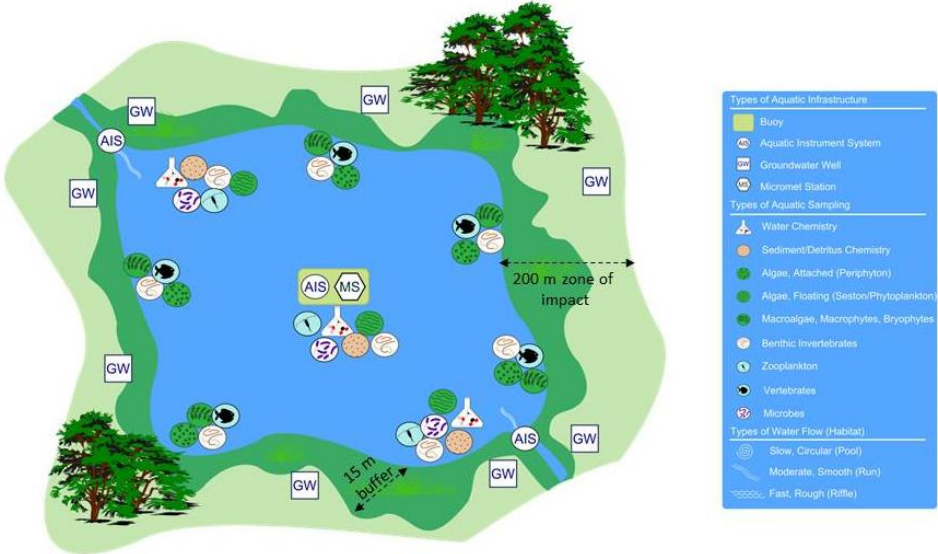 GW
GW
AIS
GW
GW
AIS
MS
200 m zone of
impact
GW
AIS
GW
GW
GW
15 m
buffer
Types of Aquatic Infrastructure
Buoy
AIS
Aquatic Instrument System
GW
Groundwater Well
MS
Micromet Station
Types of Aquatic Sampling
Water Chemistry
Sediment/Detritus Chemistry
Algae, Attached (Periphyton)
Algae, Floating (Seston/Phytoplankton)
Macroalgae, Macrophytes, Bryophytes
Benthic Invertebrates
Zooplankton
Vertebrates
Microbes
Types of Water Flow (Habitat)
Slow, Circular (Pool)
Moderate, Smooth (Run)
Fast, Rough (Riffle)